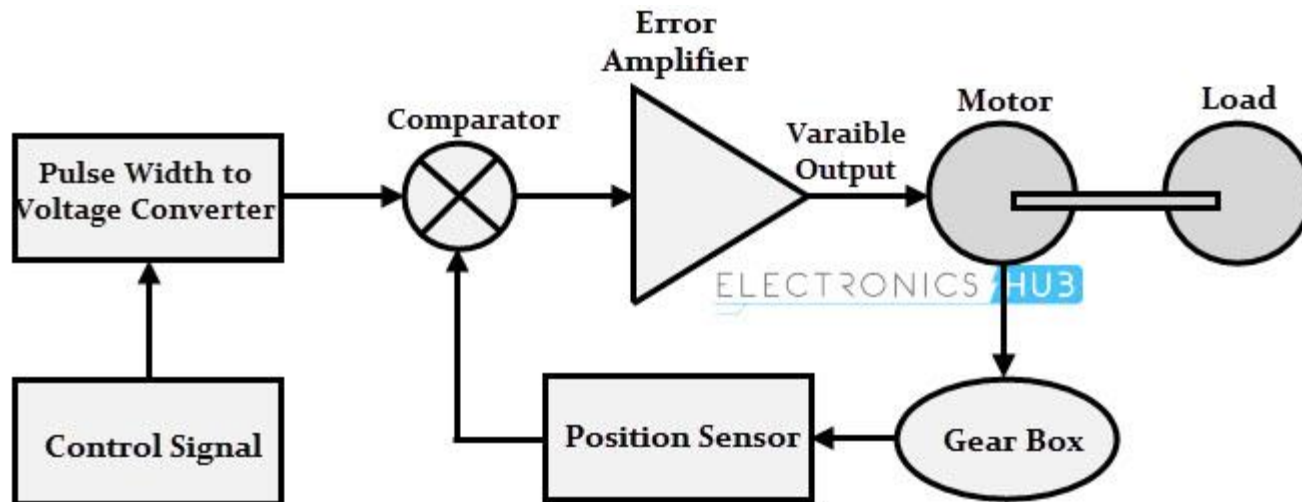 Error
Amplifier
Comparator
Varaible
Output
Motor
Load
Pulse Width to
Voltage Converter
ELECTRONICS HUB
Control Signal
Position Sensor
Gear Box